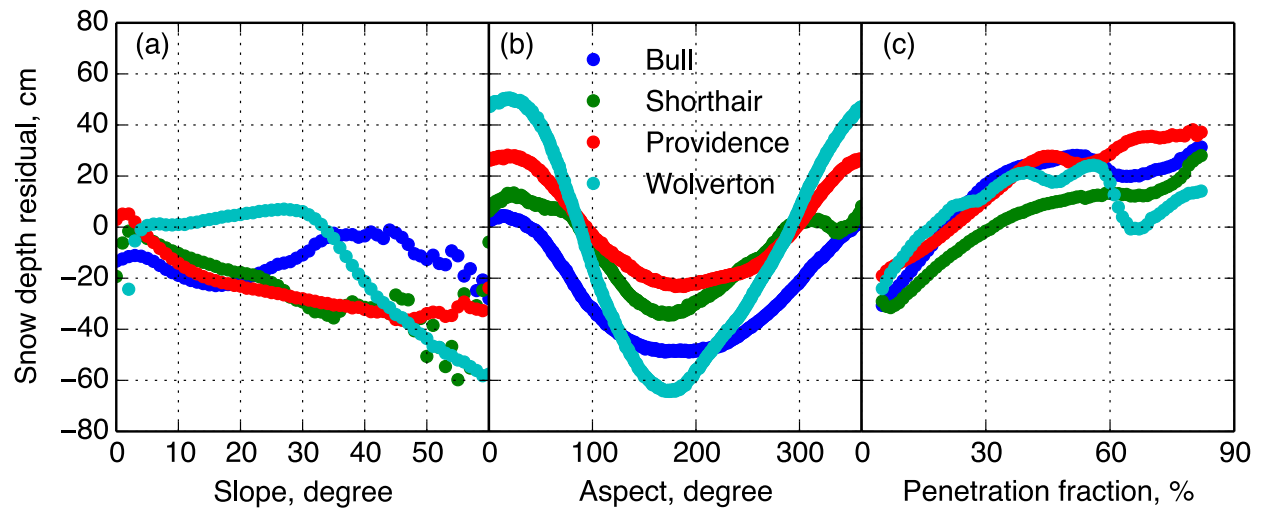 Snow depth residual, cm
80
60
40
20
0
−20
−40
−60
−80
(a)
0 10 20 30 40 50
Slope, degree
(b)
Bull
Shorthair
Providence
Wolverton
0 100 200 300
Aspect, degree
(c)
0 30 60 90
Penetration fraction, %